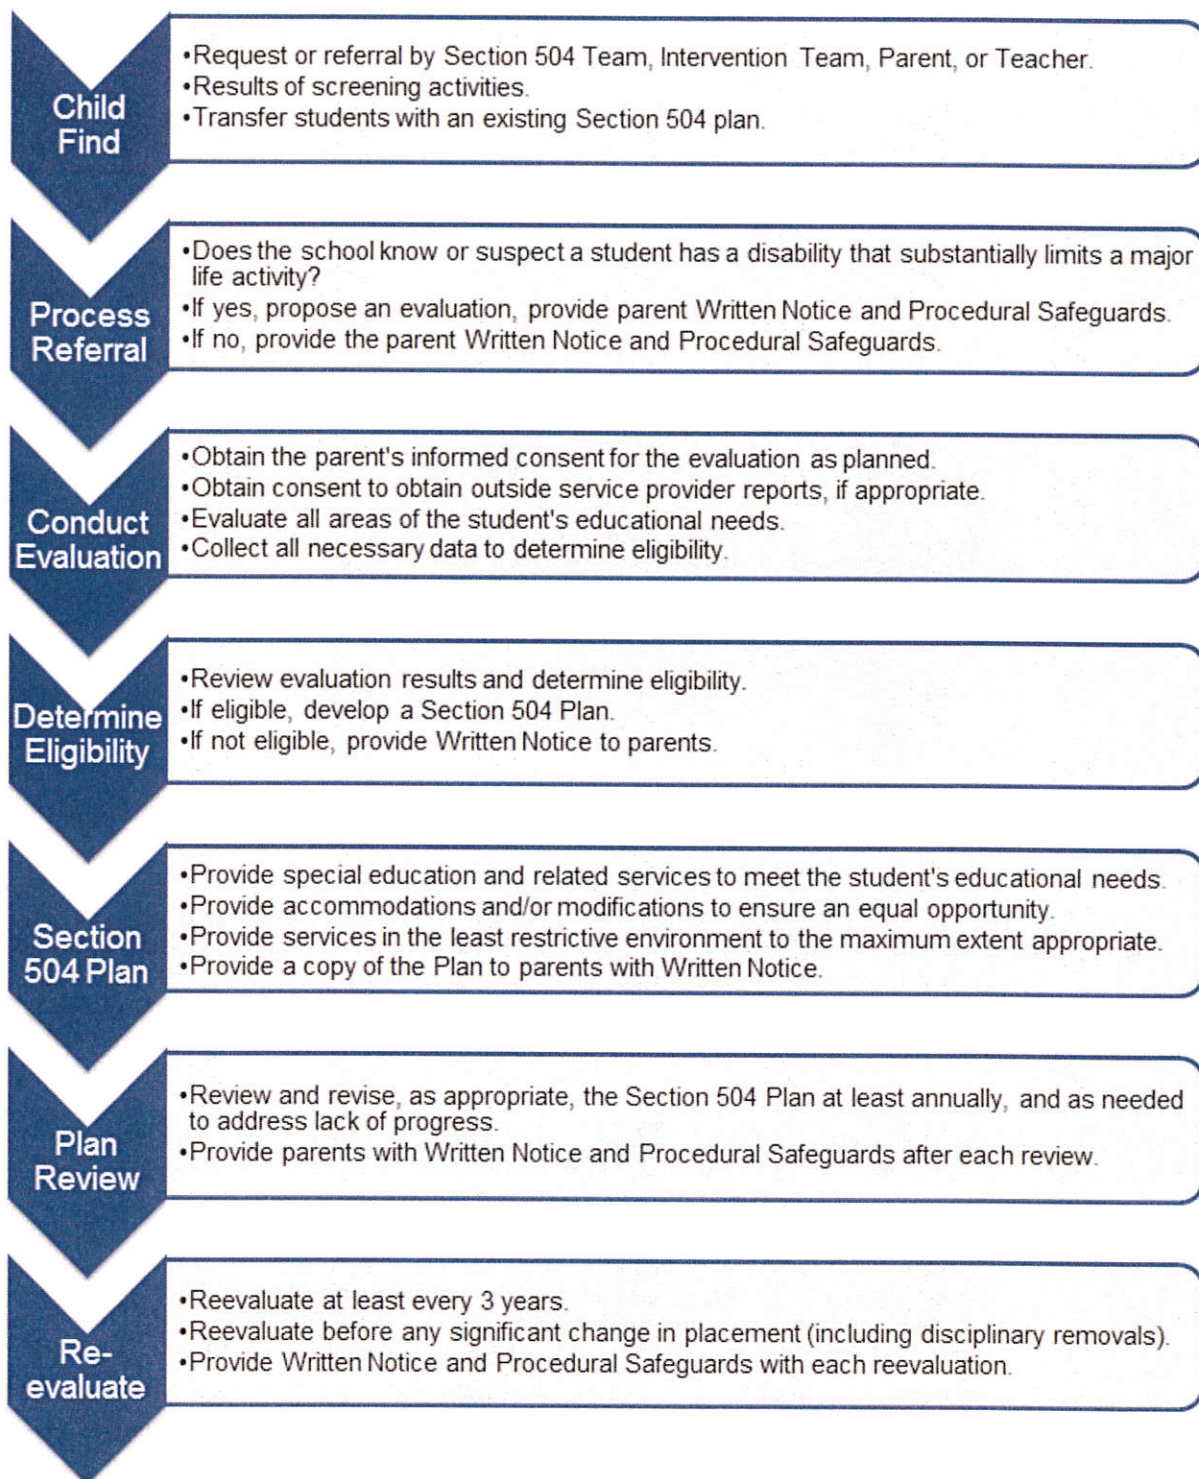 Child
Find
•Request or referral by Section 504 Team, Intervention Team, Parent, or Teacher.
•Results of screening activities.
•Transfer students with an existing Section 504 plan.
Process
Referral
•Does the school know or suspect a student has a disability that substantially limits a major
life activity?
•If yes, propose an evaluation, provide parent Written Notice and Procedural Safeguards.
•If no, provide the parent Written Notice and Procedural Safeguards.
Conduct
Evaluation
•Obtain the parent's informed consent for the evaluation as planned.
•Obtain consent to obtain outside service provider reports, if appropriate.
•Evaluate all areas of the student's educational needs.
•Collect all necessary data to determine eligibility.
Determine
Eligibility
•Review evaluation results and determine eligibility.
•If eligible, develop a Section 504 Plan.
•If not eligible, provide Written Notice to parents.
Section
504 Plan
•Provide special education and related services to meet the student's educational needs.
•Provide accommodations and/or modifications to ensure an equal opportunity.
•Provide services in the least restrictive environment to the maximum extent appropriate.
•Provide a copy of the Plan to parents with Written Notice.
Plan
Review
•Review and revise, as appropriate, the Section 504 Plan at least annually, and as needed
to address lack of progress.
•Provide parents with Written Notice and Procedural Safeguards after each review.
Re-
evaluate
•Reevaluate at least every 3 years.
•Reevaluate before any significant change in placement (including disciplinary removals).
•Provide Written Notice and Procedural Safeguards with each reevaluation.